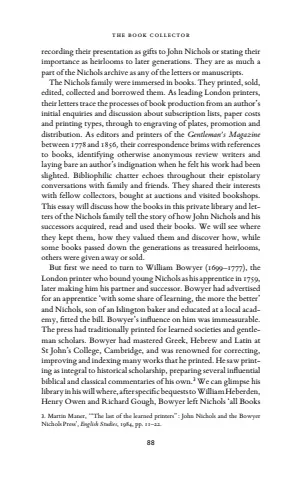 THE BOOK COLLECTOR
recording their presentation as gifts to John Nichols or stating their
importance as heirlooms to later generations. They are as much a
part of the Nichols archive as any of the letters or manuscripts.
The Nichols family were immersed in books. They printed, sold,
edited, collected and borrowed them. As leading London printers,
their letters trace the processes of book production from an author's
initial enquiries and discussion about subscription lists, paper costs
and printing types, through to engraving of plates, promotion and
distribution. As editors and printers of the Gentleman's Magazine
between 1778 and 1856, their correspondence brims with references
to books, identifying otherwise anonymous review writers and
laying bare an author's indignation when he felt his work had been
slighted. Bibliophilic chatter echoes throughout their epistolary
conversations with family and friends. They shared their interests
with fellow collectors, bought at auctions and visited bookshops.
This essay will discuss how the books in this private library and let-
ters of the Nichols family tell the story of how John Nichols and his
successors acquired, read and used their books. We will see where
they kept them, how they valued them and discover how, while
some books passed down the generations as treasured heirlooms,
others were given away or sold.
But first we need to turn to William Bowyer (1699–1777), the
London printer who bound young Nichols as his apprentice in 1759,
later making him his partner and successor. Bowyer had advertised
for an apprentice 'with some share of learning, the more the better'
and Nichols, son of an Islington baker and educated at a local acad-
emy, fitted the bill. Bowyer's influence on him was immeasurable.
The press had traditionally printed for learned societies and gentle-
man scholars. Bowyer had mastered Greek, Hebrew and Latin at
St John's College, Cambridge, and was renowned for correcting,
improving and indexing many works that he printed. He saw print-
ing as integral to historical scholarship, preparing several influential
biblical and classical commentaries of his own.² We can glimpse his
library in his will where, after specific bequests to William Heberden,
Henry Owen and Richard Gough, Bowyer left Nichols 'all Books
2. Martin Maner, '"The last of the learned printers": John Nichols and the Bowyer
Nichols Press', English Studies, 1984, pp. 11–22.
88